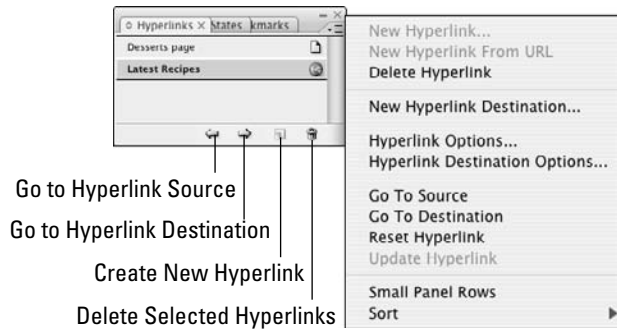 Hyperlinks × States kmarks
Desserts page
Latest Recipes
Go to Hyperlink Source
Go to Hyperlink Destination
Create New Hyperlink
Delete Selected Hyperlinks
New Hyperlink...
New Hyperlink From URL
Delete Hyperlink
New Hyperlink Destination...
Hyperlink Options...
Hyperlink Destination Options...
Go To Source
Go To Destination
Reset Hyperlink
Update Hyperlink
Small Panel Rows
Sort